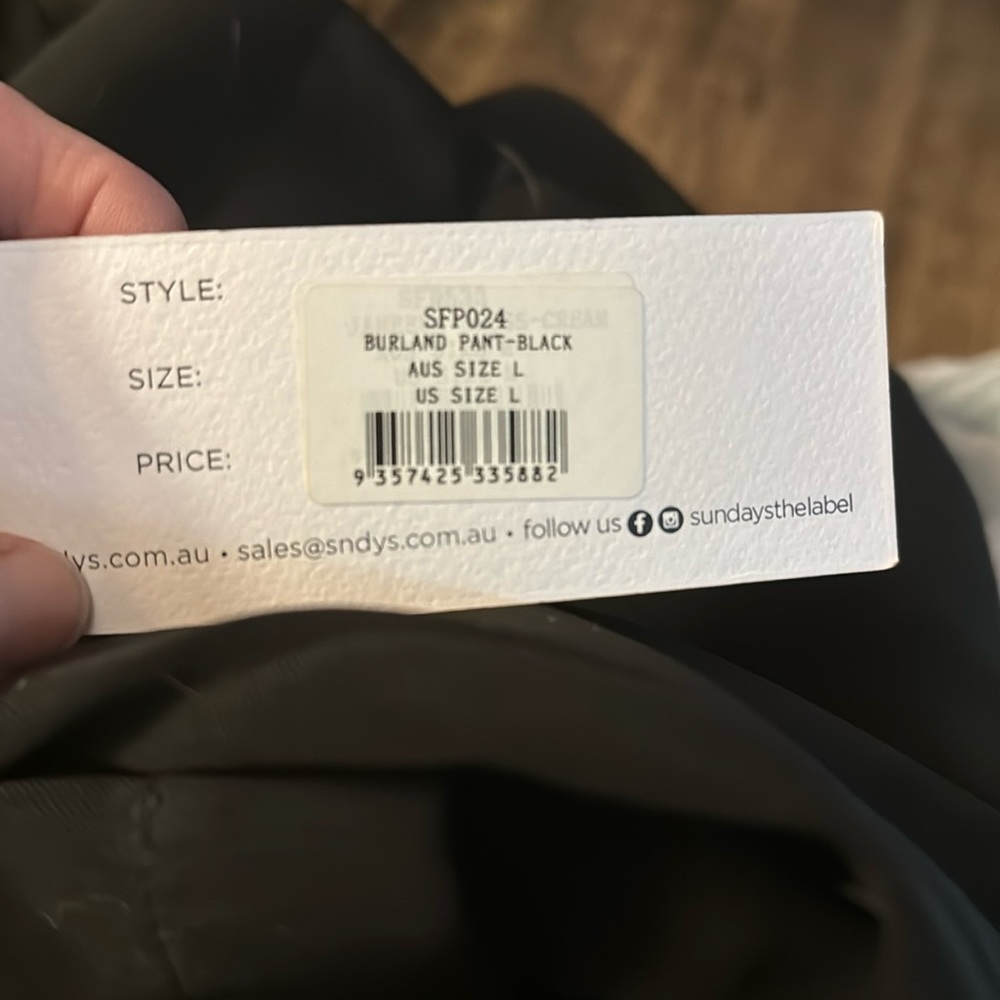 STYLE:
SFP024
BURLAND PANT-BLACK
SIZE:
AUS SIZE L
US SIZE L
PRICE:
9 357425 335882
ys.com.au • sales@sndys.com.au • follow us sundaysthelabel